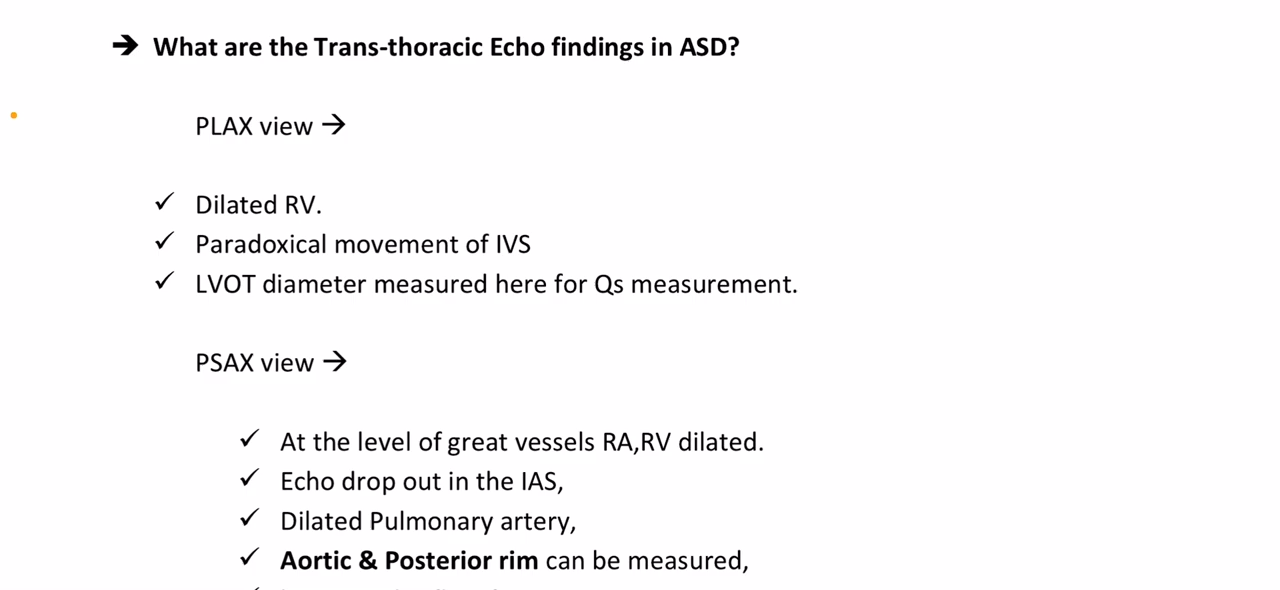 ➔ What are the Trans-thoracic Echo findings in ASD?
PLAX view →
✓ Dilated RV.
✓ Paradoxical movement of IVS
✓ LVOT diameter measured here for Qs measurement.
PSAX view →
✓ At the level of great vessels RA,RV dilated.
✓ Echo drop out in the IAS,
✓ Dilated Pulmonary artery,
✓ Aortic & Posterior rim can be measured,